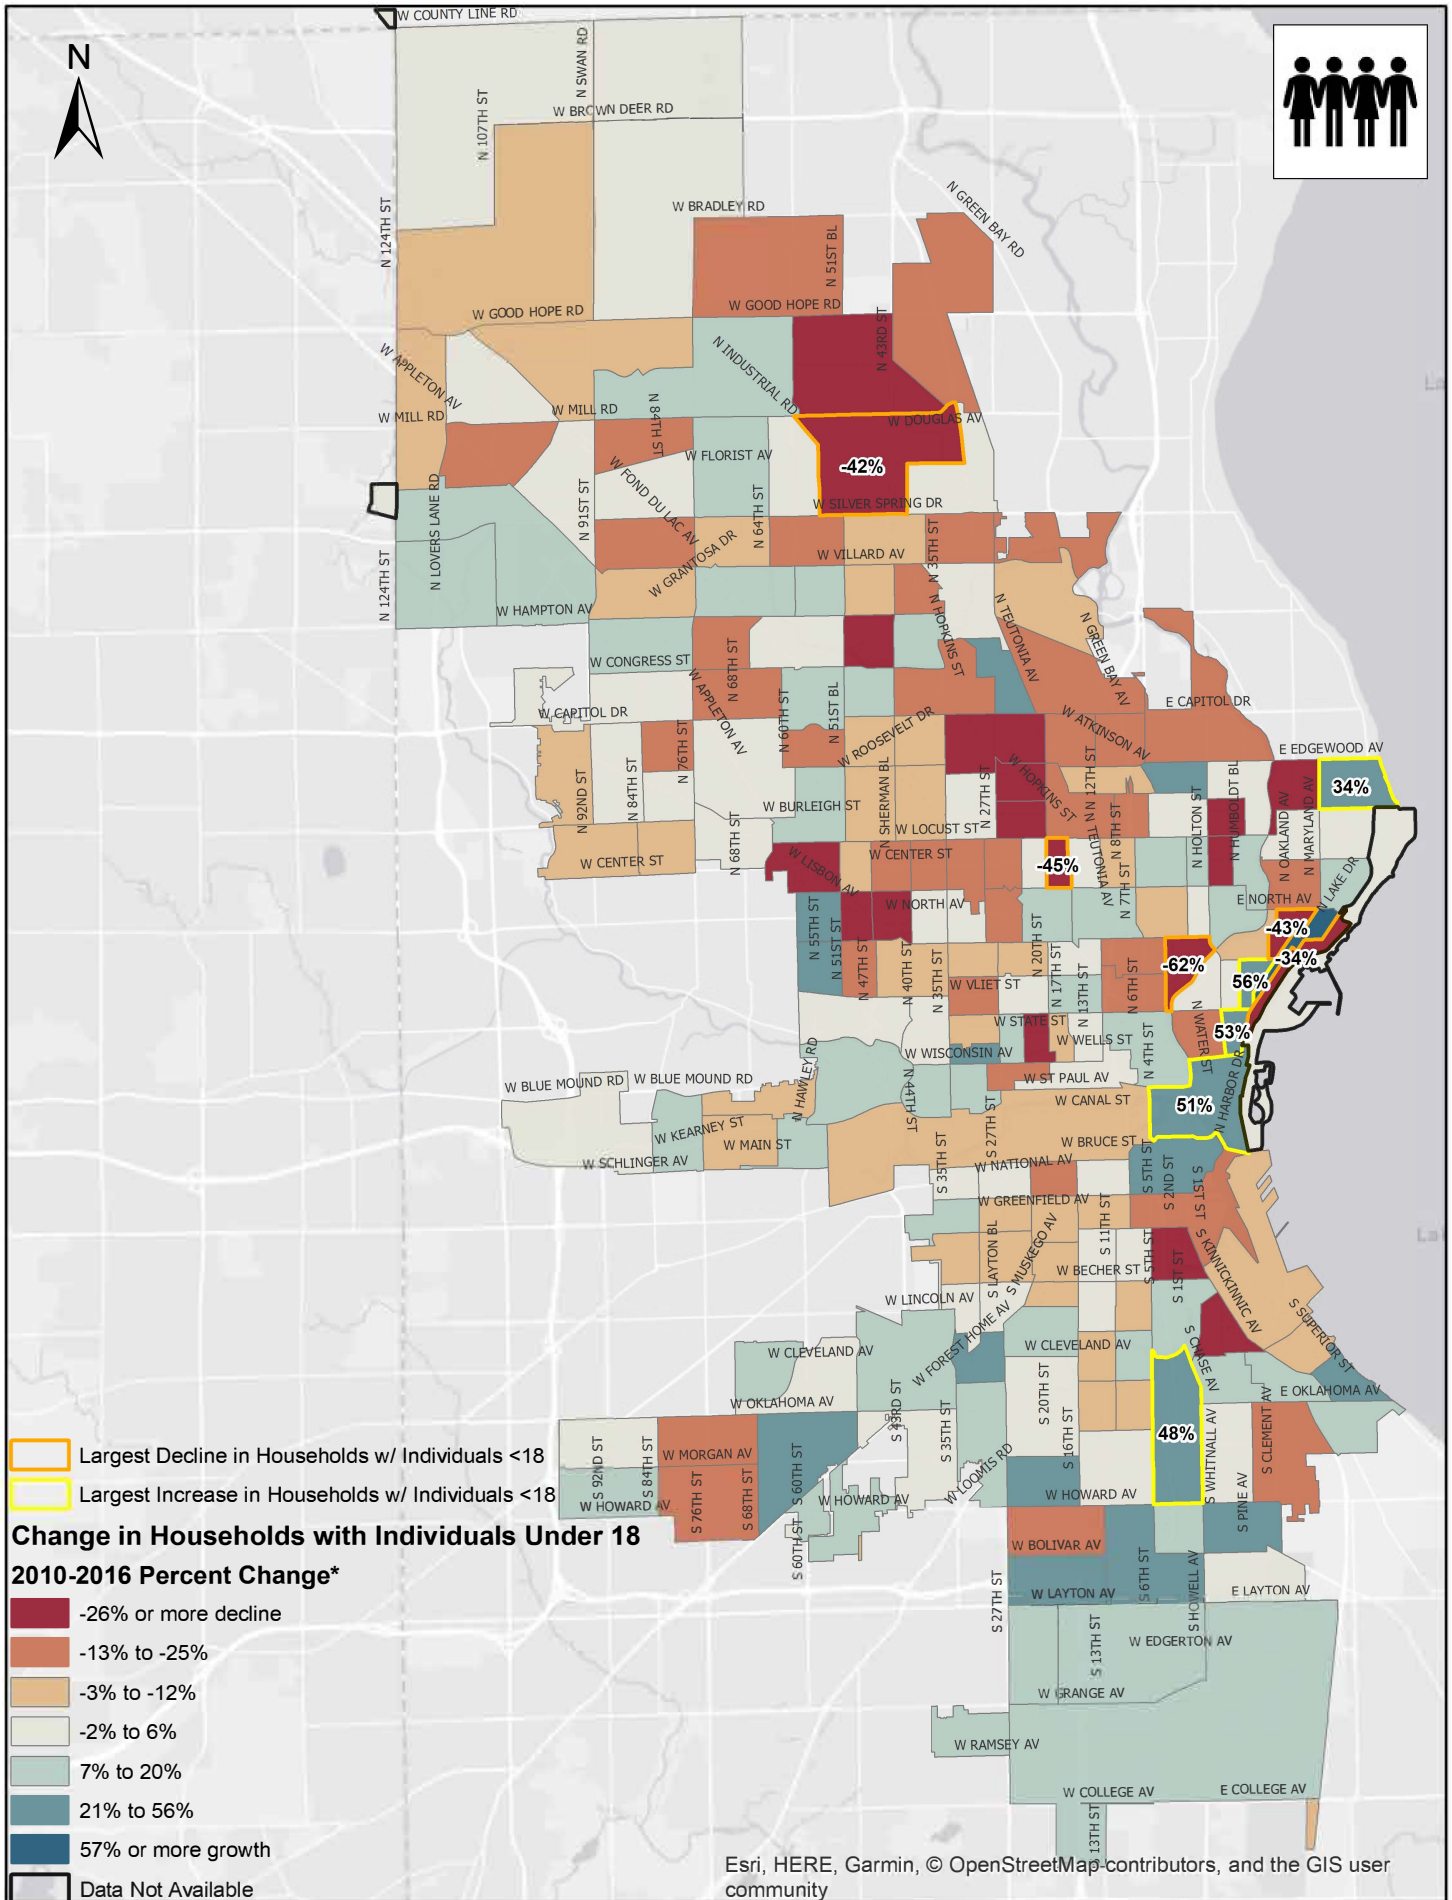 W COUNTY LINE RD
N
N SWAN RD
N 107TH ST
W BROWN DEER RD
N GREEN BAY RD
W BRADLEY RD
N 124TH ST
N 51ST BL
W GOOD HOPE RD
W GOOD HOPE RD
N 43RD ST
N INDUSTRIAL RD
W APPLETON AV
W MILL RD
W MILL RD
N 84TH ST
W DOUGLAS AV
W FLORIST AV
-42%
W FOND DU LAC AV
N LOVERS LANE RD
N 91ST ST
N 64TH ST
W SILVER SPRING DR
W GRANTOSA DR
W VILLARD AV
N 35TH ST
N 124TH ST
W HAMPTON AV
N HOPKINS ST
N TEUTONIA AV
N GREEN BAY AV
W CONGRESS ST
N 68TH ST
W APPLETON AV
N 60TH ST
N 51ST BL
E CAPITOL DR
W CAPITOL DR
W ROOSEVELT DR
W ATKINSON AV
N 76TH ST
E EDGEWOOD AV
N 92ND ST
N 84TH ST
N SHERMAN BL
N 27TH ST
W HOPKINS ST
N 12TH ST
N HUMBOLDT BL
34%
W BURLEIGH ST
N 8TH ST
N HOLTON ST
N OAKLAND AV
N MARYLAND AV
W LOCUST ST
W CENTER ST
N 68TH ST
W LISBON AV
W CENTER ST
-45%
N TEUTONIA AV
N 7TH ST
N LAKE DR
W NORTH AV
E NORTH AV
N 55TH ST
N 51ST ST
-43%
N 47TH ST
N 40TH ST
N 35TH ST
N 20TH ST
N 17TH ST
N 13TH ST
N 6TH ST
-62%
-34%
W VLIET ST
56%
W STATE ST
W WELLS ST
N 4TH ST
N WATER ST
53%
W WISCONSIN AV
N HAWLEY RD
W BLUE MOUND RD
W BLUE MOUND RD
N 44TH ST
W ST PAUL AV
W CANAL ST
51%
N HARBOR DR
W KEARNEY ST
W MAIN ST
S 27TH ST
W BRUCE ST
W SCHLINGER AV
S 35TH ST
W NATIONAL AV
S 5TH ST
S 2ND ST
S 1ST ST
W GREENFIELD AV
S LAYTON BL
S MUSKEGO AV
S 11TH ST
S KINNICKINNIC AV
W BECHER ST
S 5TH ST
S 1ST ST
W LINCOLN AV
S SUPERIOR ST
W FOREST HOME AV
W CLEVELAND AV
W CLEVELAND AV
S CHASE AV
S 43RD ST
S 20TH ST
W OKLAHOMA AV
E OKLAHOMA AV
S 35TH ST
S 16TH ST
48%
S WHITNALL AV
S CLEMENT AV
S 92ND ST
S 84TH ST
W MORGAN AV
S 76TH ST
S 68TH ST
S 60TH ST
W LOOMIS RD
W HOWARD AV
W HOWARD AV
W HOWARD AV
S PINE AV
S 60TH ST
W BOLIVAR AV
S 27TH ST
S 6TH ST
S HOWELL AV
W LAYTON AV
E LAYTON AV
S 13TH ST
W EDGERTON AV
W GRANGE AV
W RAMSEY AV
W COLLEGE AV
E COLLEGE AV
S 13TH ST
Largest Decline in Households w/ Individuals <18
Largest Increase in Households w/ Individuals <18
Change in Households with Individuals Under 18
2010-2016 Percent Change*
-26% or more decline
-13% to -25%
-3% to -12%
-2% to 6%
7% to 20%
21% to 56%
57% or more growth
Data Not Available
Esri, HERE, Garmin, © OpenStreetMap contributors, and the GIS user
community